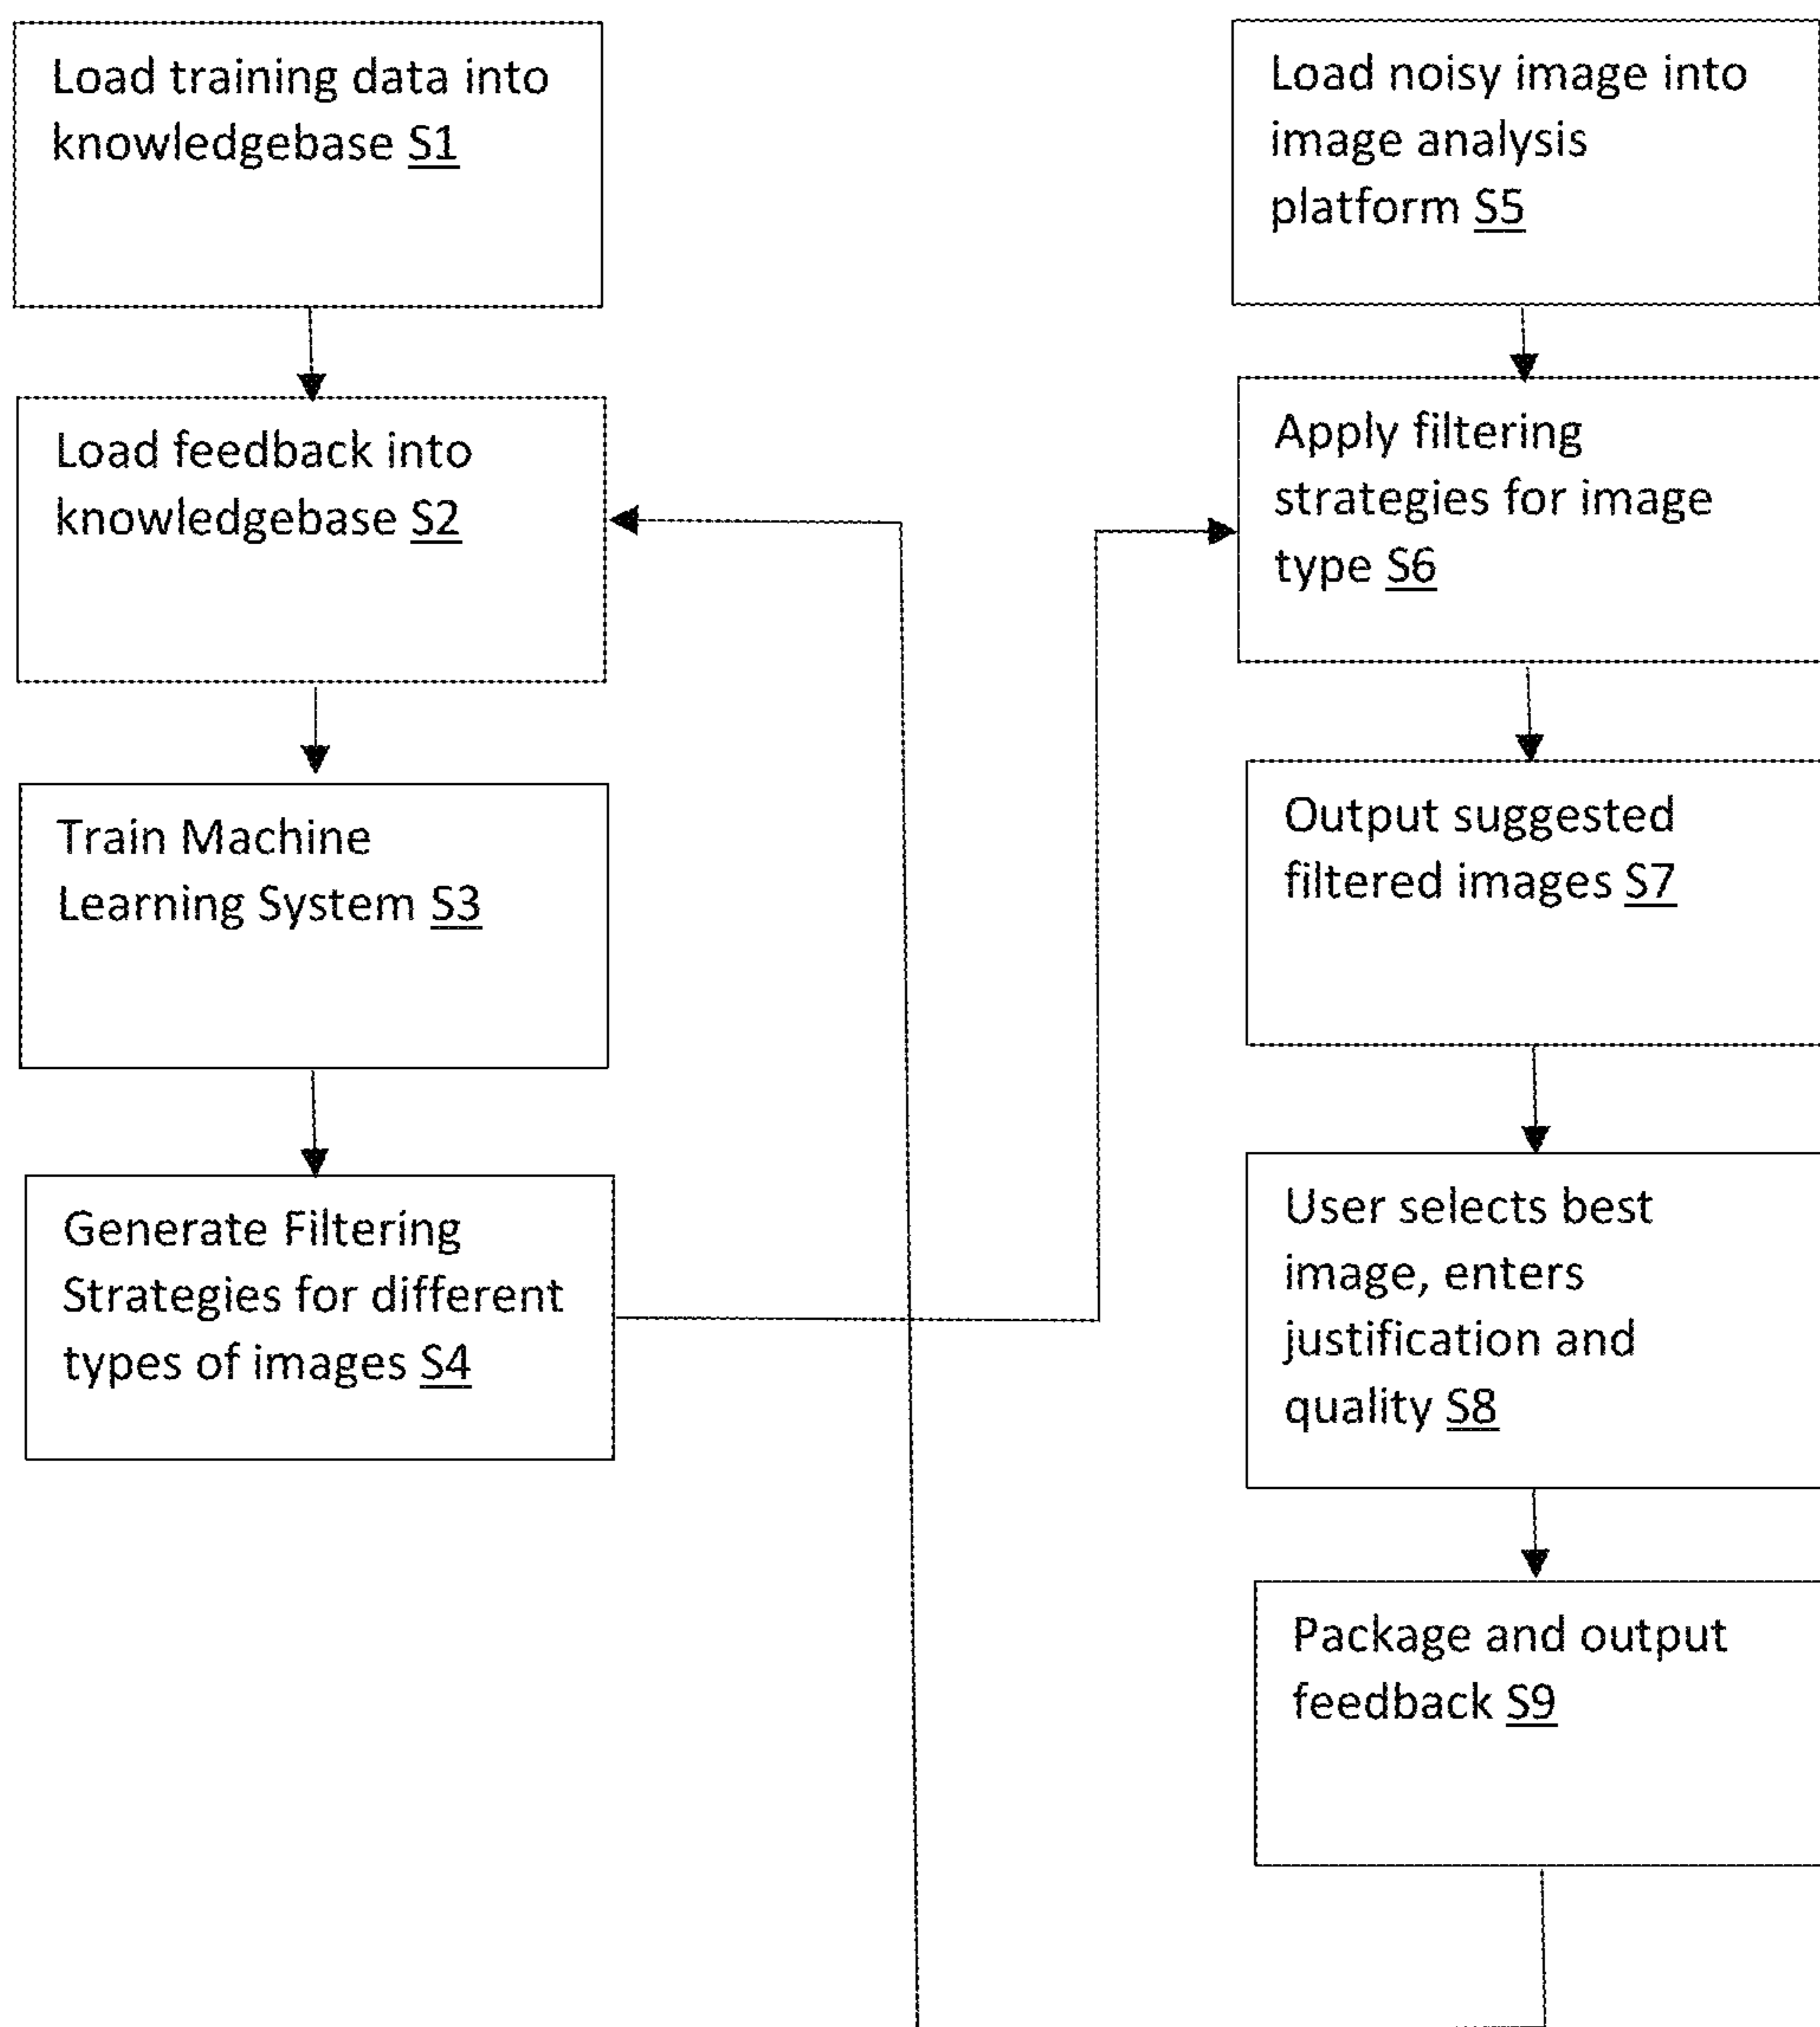 Load training data into
knowledgebase S1
Load feedback into
knowledgebase S2
Train Machine
Learning System S3
Generate Filtering
Strategies for different
types of images S4
Load noisy image into
image analysis
platform S5
Apply filtering
strategies for image
type S6
Output suggested
filtered images S7
User selects best
image, enters
justification and
quality S8
Package and output
feedback S9